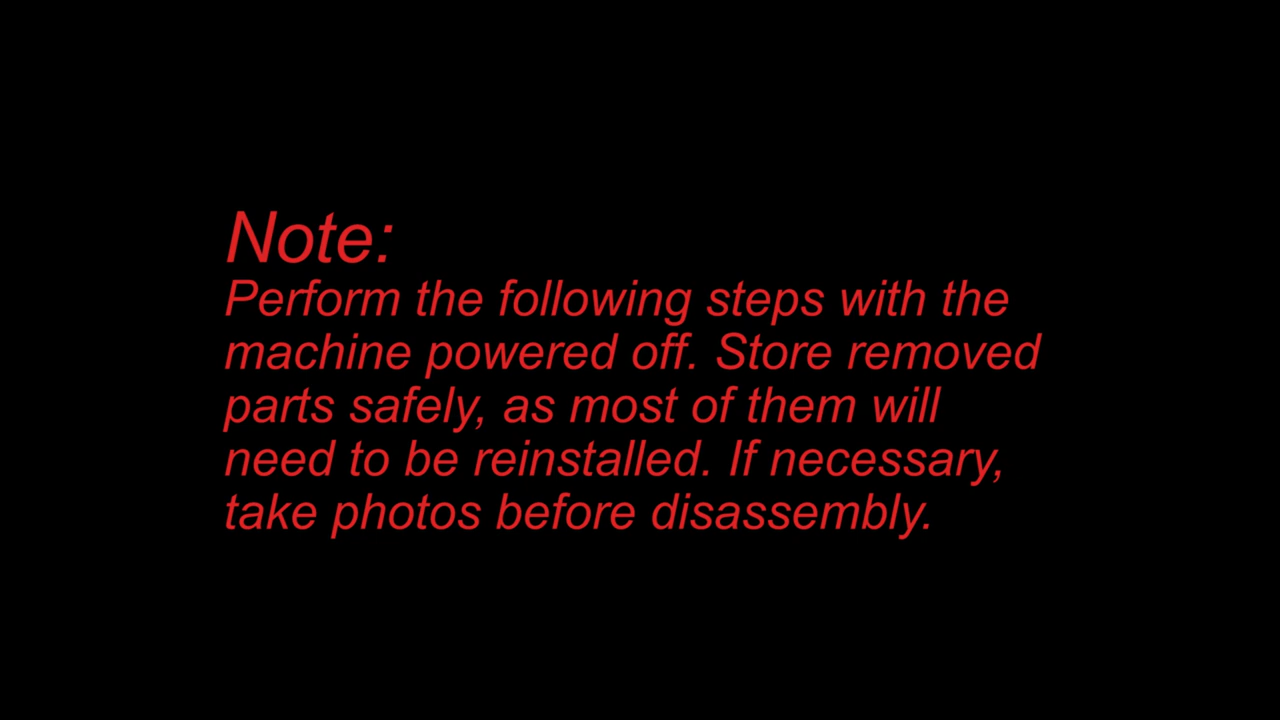 Note:
Perform the following steps with the
machine powered off. Store removed
parts safely, as most of them will
need to be reinstalled. If necessary,
take photos before disassembly.